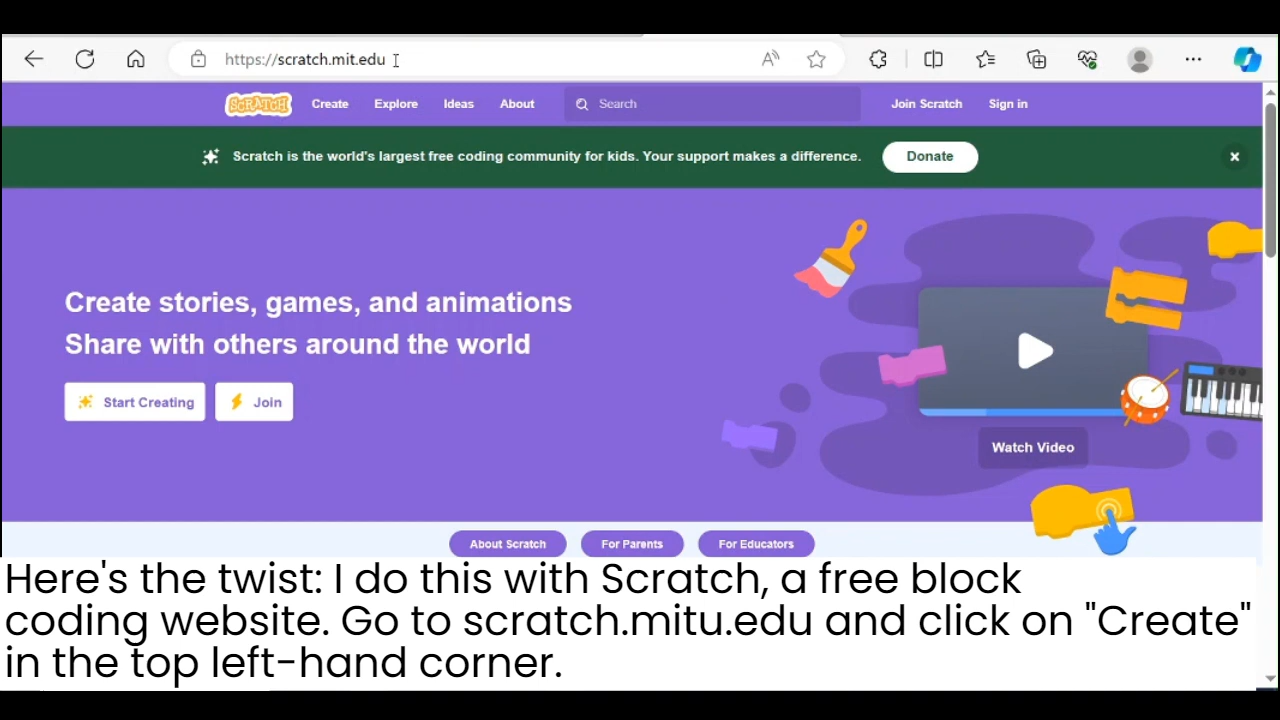 https://scratch.mit.edu
SCRATCH Create Explore Ideas About Search Join Scratch Sign in
Scratch is the world's largest free coding community for kids. Your support makes a difference. Donate
Create stories, games, and animations
Share with others around the world
Start Creating Join
Watch Video
About Scratch For Parents For Educators
Here's the twist: I do this with Scratch, a free block
coding website. Go to scratch.mitu.edu and click on "Create"
in the top left-hand corner.